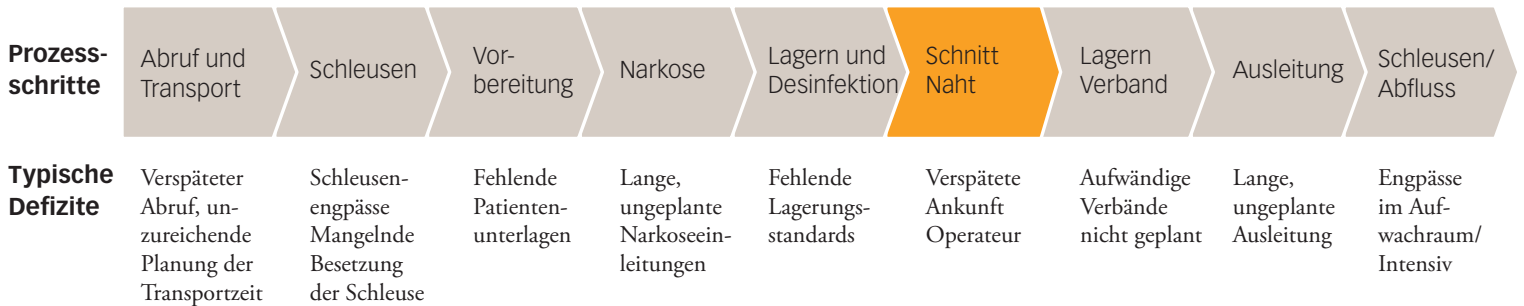 Prozess-
schritte
Abruf und
Transport
Schleusen
Vor-
bereitung
Narkose
Lagern und
Desinfektion
Schnitt
Naht
Lagern
Verband
Ausleitung
Schleusen/
Abfluss
Typische
Defizite
Verspäteter
Abruf, un-
zureichende
Planung der
Transportzeit
Schleusen-
engpässe
Mangelnde
Besetzung
der Schleuse
Fehlende
Patienten-
unterlagen
Lange,
ungeplante
Narkoseein-
leitungen
Fehlende
Lagerungs-
standards
Verspätete
Ankunft
Operateur
Aufwändige
Verbände
nicht geplant
Lange,
ungeplante
Ausleitung
Engpässe
im Auf-
wachraum/
Intensiv